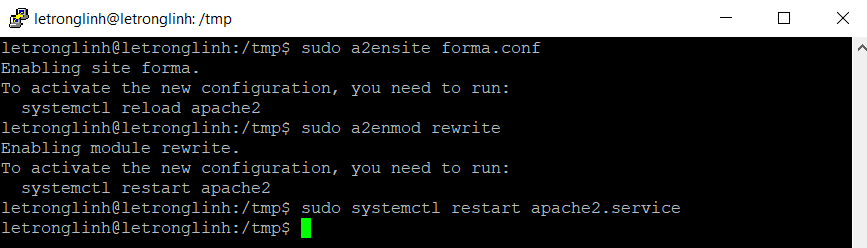 letronglinh@letronglinh: /tmp
letronglinh@letronglinh:/tmp$ sudo a2ensite forma.conf
Enabling site forma.
To activate the new configuration, you need to run:
  systemctl reload apache2
letronglinh@letronglinh:/tmp$ sudo a2enmod rewrite
Enabling module rewrite.
To activate the new configuration, you need to run:
  systemctl restart apache2
letronglinh@letronglinh:/tmp$ sudo systemctl restart apache2.service
letronglinh@letronglinh:/tmp$